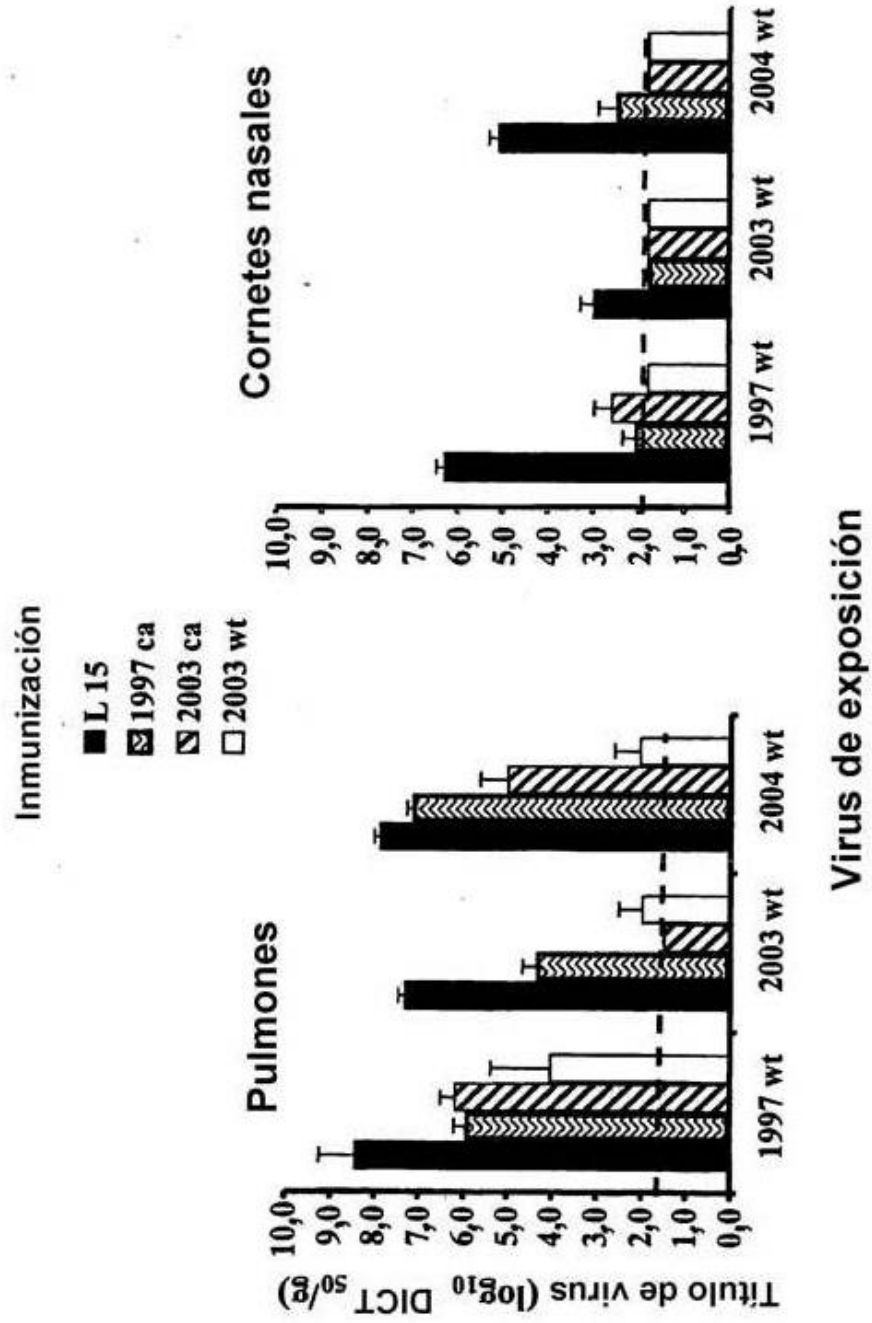 Inmunización
L 15
1997 ca
2003 ca
2003 wt
Pulmones
Título de virus (log10 DICT50/g)
10,0
9,0
8,0
7,0
6,0
5,0
4,0
3,0
2,0
1,0
0,0
1997 wt
2003 wt
2004 wt
Cornetes nasales
10,0
9,0
8,0
7,0
6,0
5,0
4,0
3,0
2,0
1,0
0,0
1997 wt
2003 wt
2004 wt
Virus de exposición